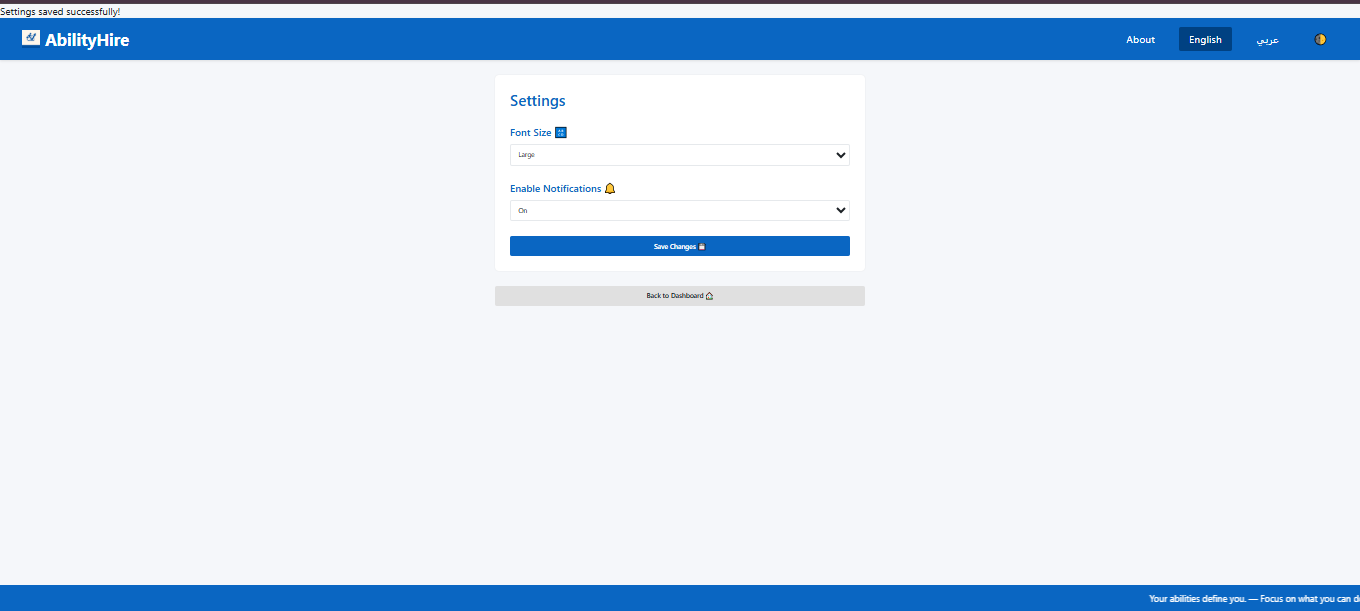 Settings saved successfully!
AbilityHire
About
English
عربي
Settings
Font Size
Large
Enable Notifications
On
Save Changes
Back to Dashboard
Your abilities define you. — Focus on what you can